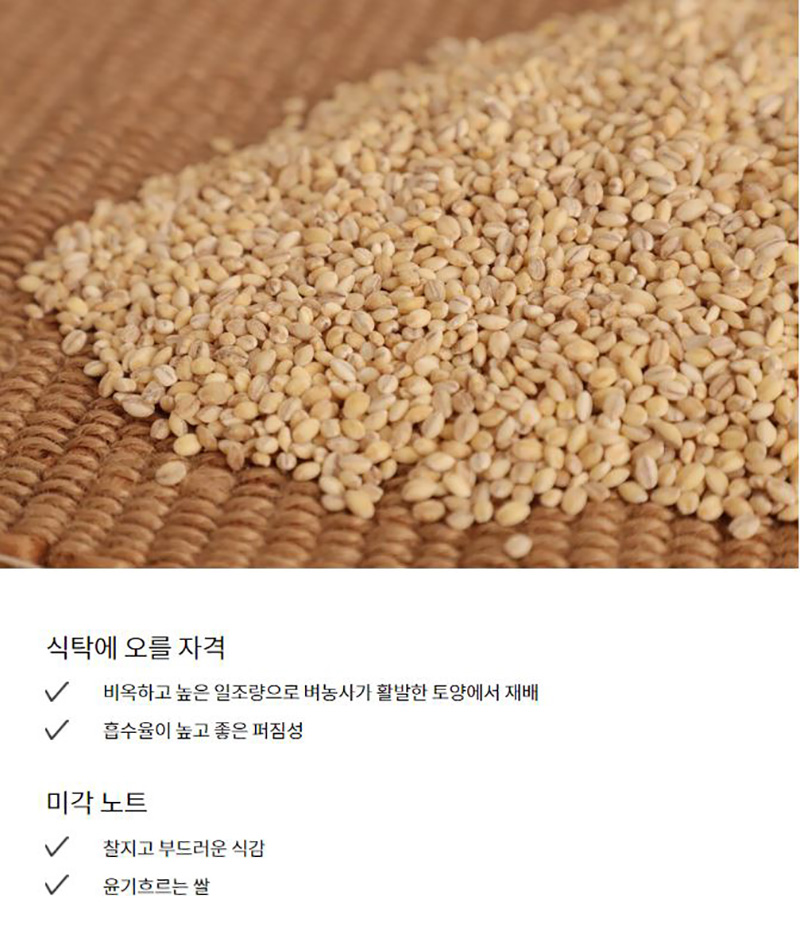 식탁에 오를 자격
비옥하고 높은 일조량으로 벼농사가 활발한 토양에서 재배
흡수율이 높고 좋은 퍼짐성
미각 노트
찰지고 부드러운 식감
윤기흐르는 쌀